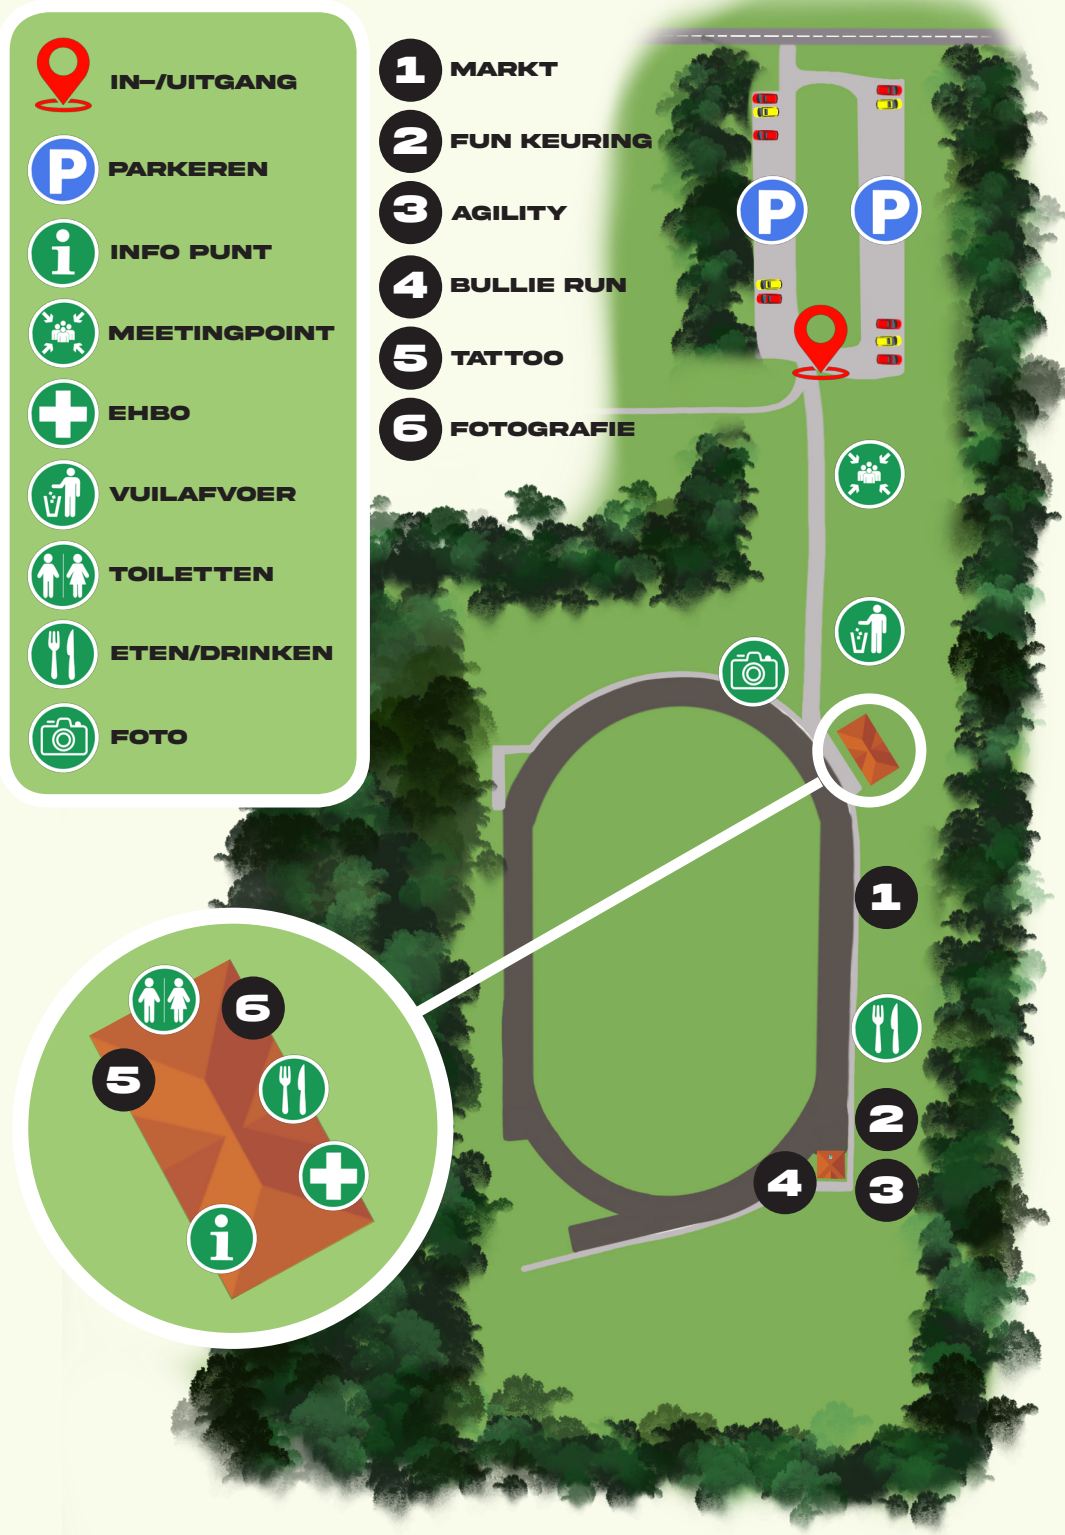 IN-/UITGANG
P PARKEREN
i INFO PUNT
MEETINGPOINT
EHBO
VUILAFVOER
TOILETTEN
ETEN/DRINKEN
FOTO
1 MARKT
2 FUN KEURING
3 AGILITY
4 BULLIE RUN
5 TATTOO
6 FOTOGRAFIE
P P
1
2
4 3
6
5
i